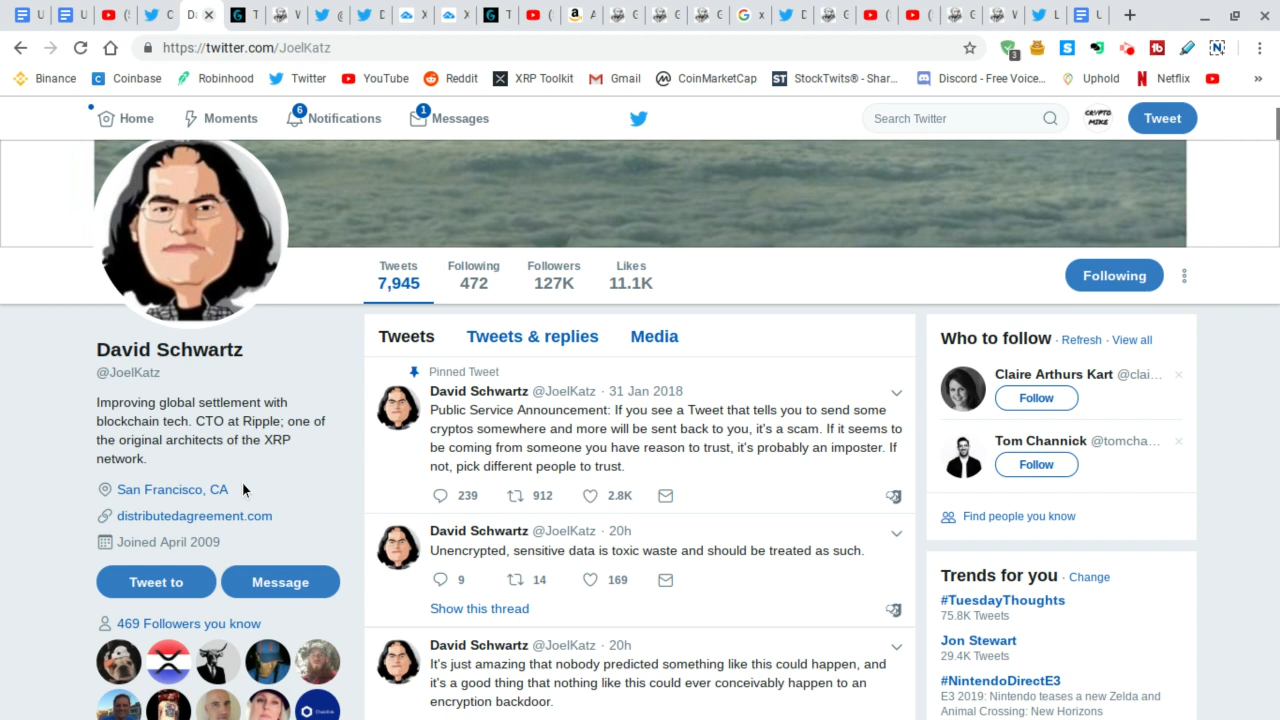 U
U
(
C
D
T
W
@
D
X
X
T
(
A
G
G
G
x
D
G
(
(
G
W
L
U
https://twitter.com/JoelKatz
3
Binance
Coinbase
Robinhood
Twitter
YouTube
Reddit
XRP Toolkit
Gmail
CoinMarketCap
ST StockTwits® - Shar...
Discord - Free Voice...
Uphold
Netflix
»
Home
Moments
6 Notifications
1 Messages
Search Twitter
CRYPTO MIKE
Tweet
Tweets Following Followers Likes
7,945 472 127K 11.1K
Following
David Schwartz
@JoelKatz
Improving global settlement with
blockchain tech. CTO at Ripple; one of
the original architects of the XRP
network.
San Francisco, CA
distributedagreement.com
Joined April 2009
Tweet to Message
469 Followers you know
Tweets Tweets & replies Media
Pinned Tweet
David Schwartz @JoelKatz · 31 Jan 2018
Public Service Announcement: If you see a Tweet that tells you to send some
cryptos somewhere and more will be sent back to you, it's a scam. If it seems to
be coming from someone you have reason to trust, it's probably an imposter. If
not, pick different people to trust.
239 912 2.8K
David Schwartz @JoelKatz · 20h
Unencrypted, sensitive data is toxic waste and should be treated as such.
9 14 169
Show this thread
David Schwartz @JoelKatz · 20h
It's just amazing that nobody predicted something like this could happen, and
it's a good thing that nothing like this could ever conceivably happen to an
encryption backdoor.
Who to follow · Refresh · View all
Claire Arthurs Kart @clai...
Follow
Tom Channick @tomcha...
Follow
Find people you know
Trends for you · Change
#TuesdayThoughts
75.8K Tweets
Jon Stewart
29.4K Tweets
#NintendoDirectE3
E3 2019: Nintendo teases a new Zelda and
Animal Crossing: New Horizons